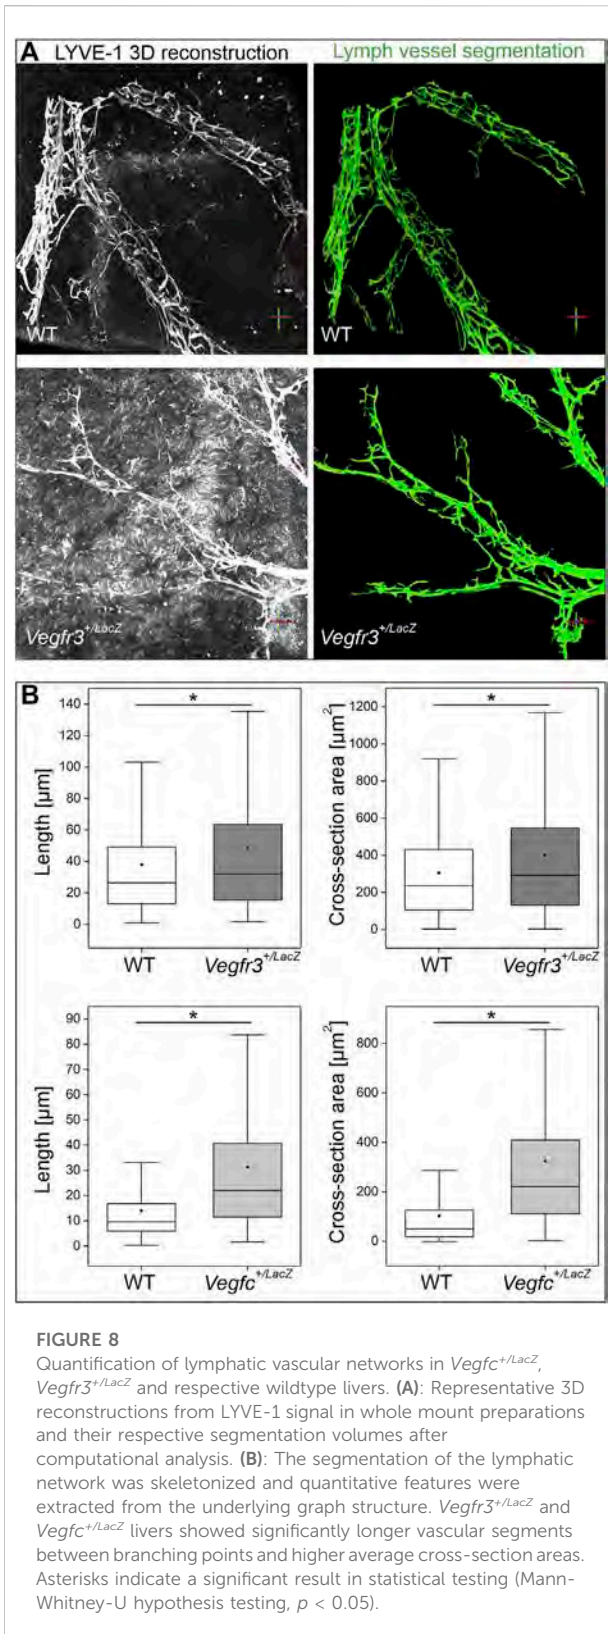 A LYVE-1 3D reconstruction Lymph vessel segmentation
WT WT
Vegfr3+/LacZ Vegfr3+/LacZ
B
*
Length [µm]
140
120
100
80
60
40
20
0
WT Vegfr3+/LacZ
*
Cross-section area [µm2]
1200
1000
800
600
400
200
0
WT Vegfr3+/LacZ
*
Length [µm]
90
80
70
60
50
40
30
20
10
0
WT Vegfc+/LacZ
*
Cross-section area [µm2]
800
600
400
200
0
WT Vegfc+/LacZ
FIGURE 8
Quantification of lymphatic vascular networks in Vegfc+/LacZ,
Vegfr3+/LacZ and respective wildtype livers. (A): Representative 3D
reconstructions from LYVE-1 signal in whole mount preparations
and their respective segmentation volumes after
computational analysis. (B): The segmentation of the lymphatic
network was skeletonized and quantitative features were
extracted from the underlying graph structure. Vegfr3+/LacZ and
Vegfc+/LacZ livers showed significantly longer vascular segments
between branching points and higher average cross-section areas.
Asterisks indicate a significant result in statistical testing (Mann-
Whitney-U hypothesis testing, p < 0.05).